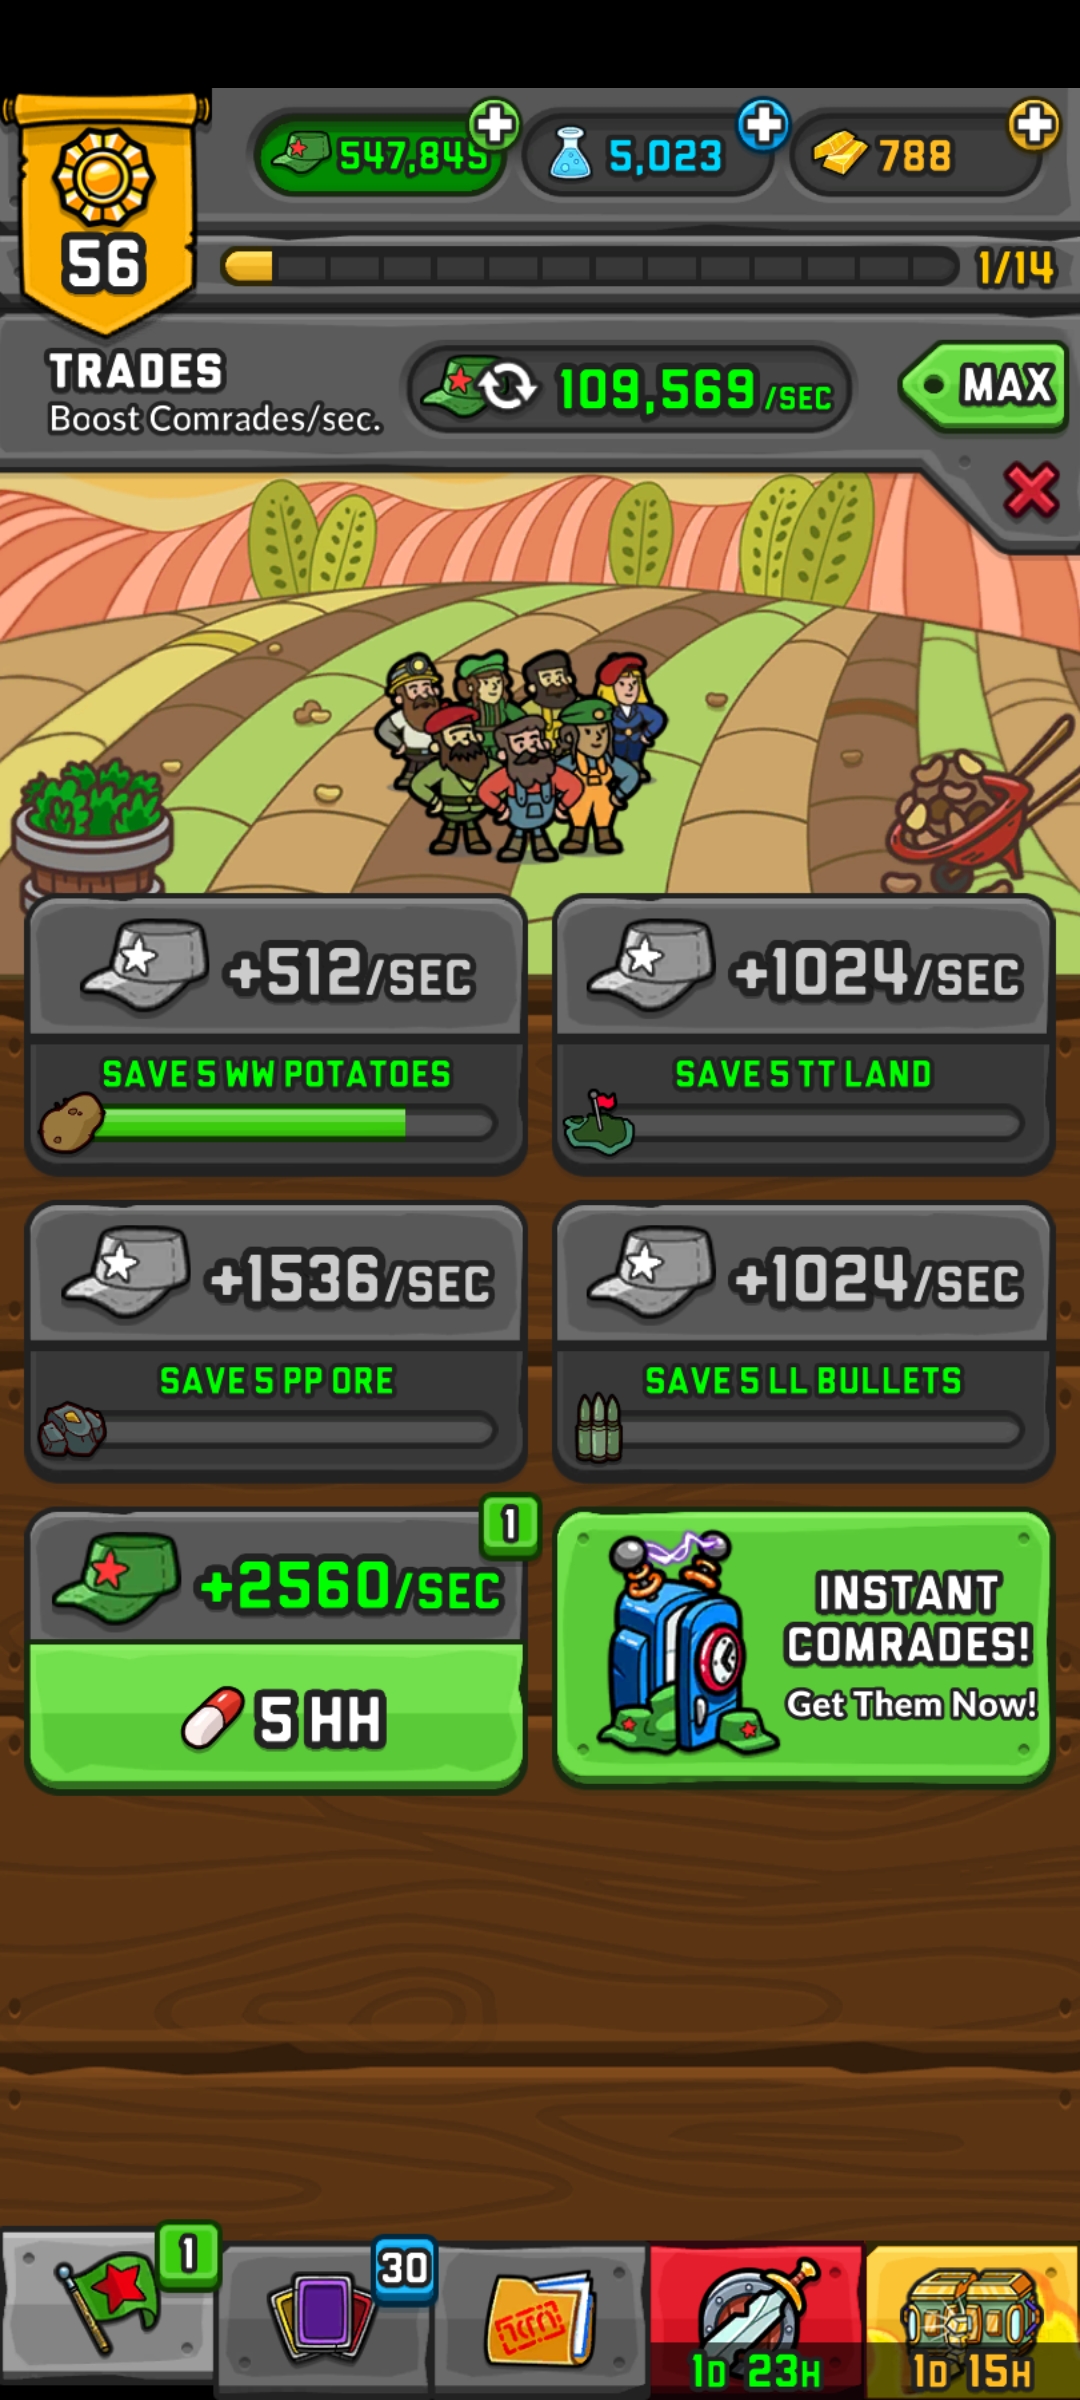 547,845
5,023
788
56
1/14
TRADES
Boost Comrades/sec.
109,569/SEC
MAX
+512/SEC
+1024/SEC
SAVE 5 WW POTATOES
SAVE 5 TT LAND
+1536/SEC
+1024/SEC
SAVE 5 PP ORE
SAVE 5 LL BULLETS
1
+2560/SEC
5 HH
INSTANT
COMRADES!
Get Them Now!
1
30
1D 23H
1D 15H